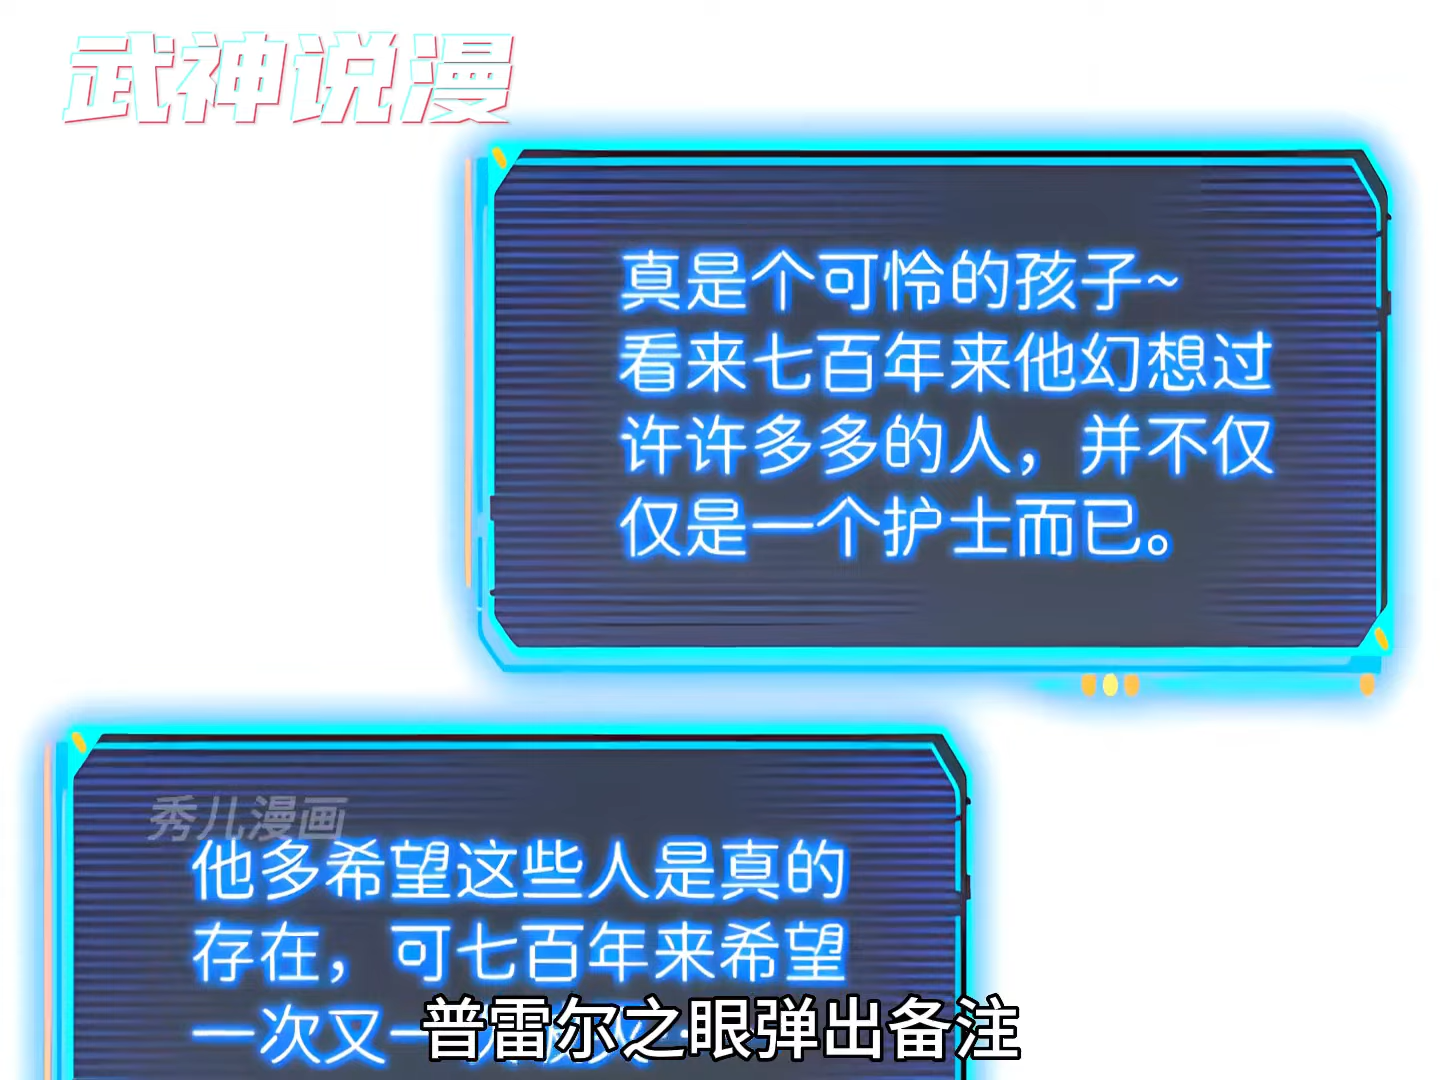 武神说漫
真是个可怜的孩子~
看来七百年来他幻想过
许许多多的人，并不仅
仅是一个护士而已。
秀儿漫画
他多希望这些人是真的
存在，可七百年来希望
一次又一
普雷尔之眼弹出备注